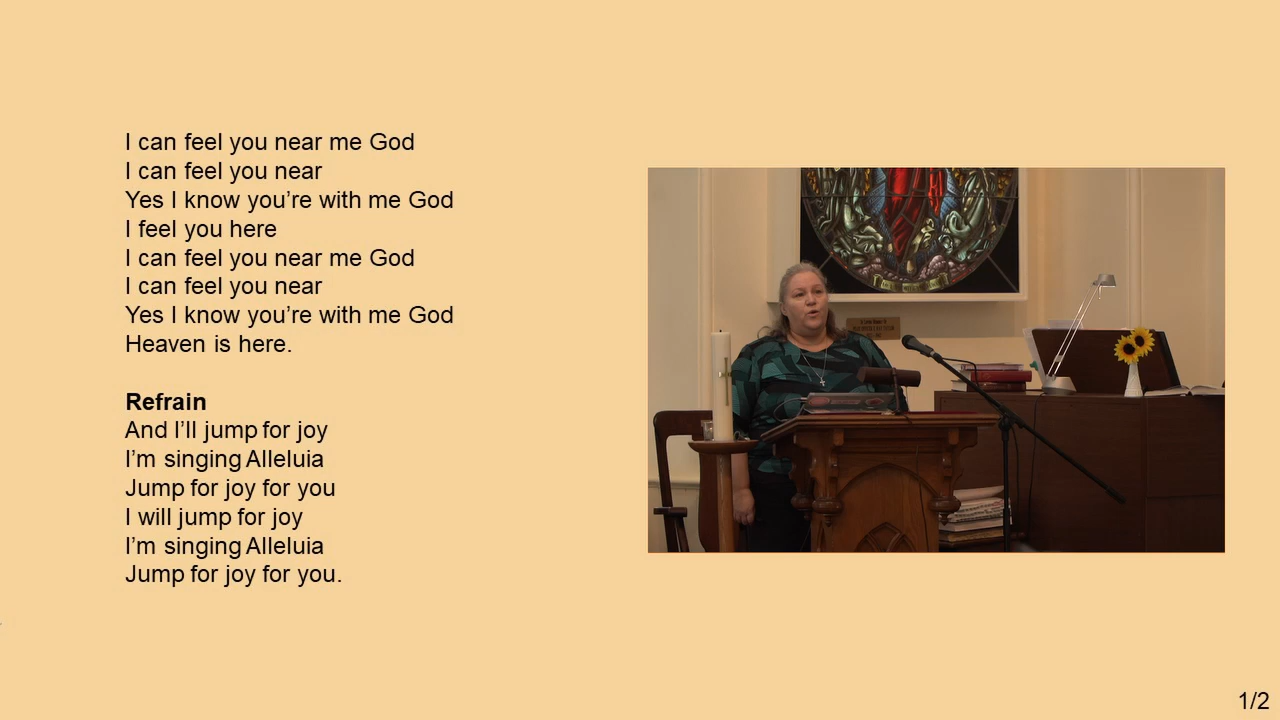 I can feel you near me God
I can feel you near
Yes I know you’re with me God
I feel you here
I can feel you near me God
I can feel you near
Yes I know you’re with me God
Heaven is here.
Refrain
And I’ll jump for joy
I’m singing Alleluia
Jump for joy for you
I will jump for joy
I’m singing Alleluia
Jump for joy for you.
1/2